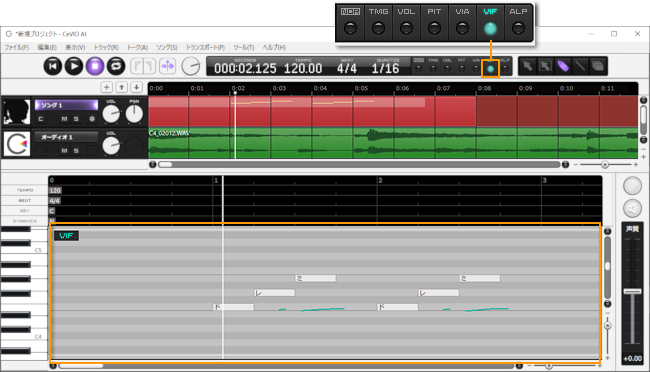 NOR TMG VOL PIT VIA VIF ALP
*新規プロジェクト - CeVIO AI
ファイル(F) 編集(E) 表示(V) トラック(R) トーク(A) ソング(S) トランスポート(P) ツール(T) ヘルプ(H)
SECONDS TEMPO BEAT QUANTIZE
000:02.125 120.00 4/4 1/16
TMG VOL PIT VIA ALP
0:00 0:01 0:02 0:03 0:04 0:05 0:06 0:07 0:08 0:09 0:10 0:11
ソング 1 VOL PAN
C M S
オーディオ 1 VOL
M S
C4_02012.WAV
0 1 2 3
TEMPO 120
BEAT 4/4
KEY C
DYNAMICS N
VIF
C5
C4
ド レ ミ ド レ ミ
声質
+0.00